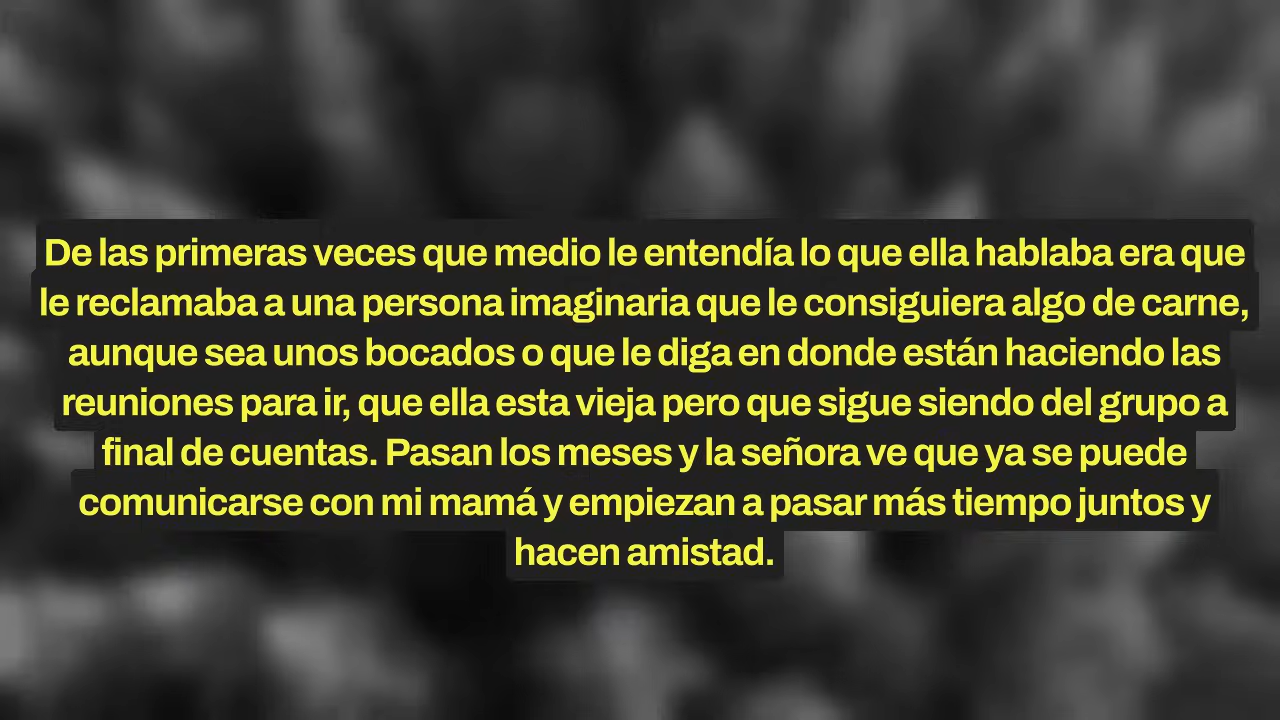 De las primeras veces que medio le entendía lo que ella hablaba era que
le reclamaba a una persona imaginaria que le consiguiera algo de carne,
aunque sea unos bocados o que le diga en donde están haciendo las
reuniones para ir, que ella esta vieja pero que sigue siendo del grupo a
final de cuentas. Pasan los meses y la señora ve que ya se puede
comunicarse con mi mamá y empiezan a pasar más tiempo juntos y
hacen amistad.